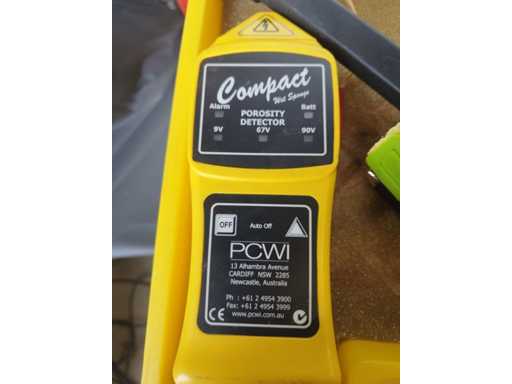 Compact
Wet Sponge
Alarm Batt
POROSITY
DETECTOR
9V 67V 90V
OFF Auto Off
PCWI
13 Alhambra Avenue
CARDIFF NSW 2285
Newcastle, Australia
Ph : +61 2 4954 3900
Fax: +61 2 4954 3999
www.pcwi.com.au
CE